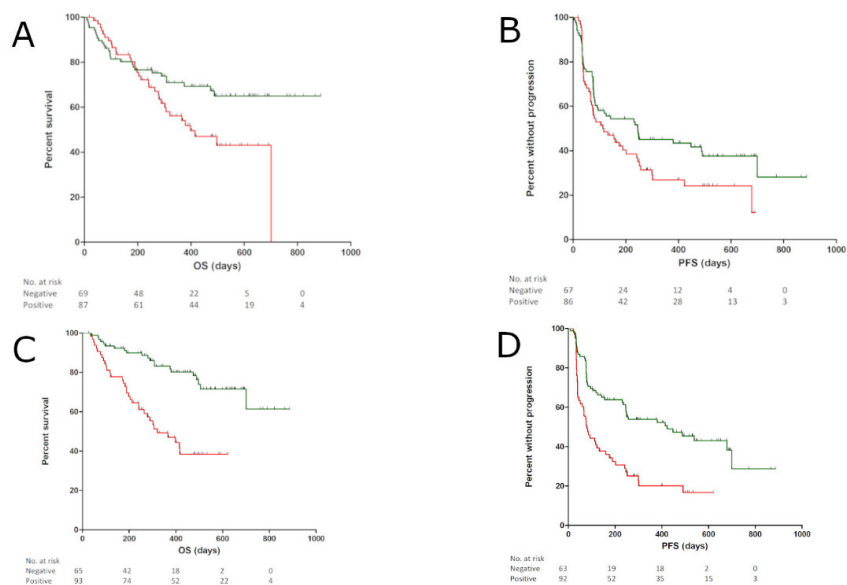 A
Percent survival
100
80
60
40
20
0
0 200 400 600 800 1000
OS (days)
No. at risk
Negative 69 48 22 5 0
Positive 87 61 44 19 4
B
Percent without progression
100
80
60
40
20
0
0 200 400 600 800 1000
PFS (days)
No. at risk
Negative 67 24 12 4 0
Positive 86 42 28 13 3
C
Percent survival
100
80
60
40
20
0
0 200 400 600 800 1000
OS (days)
No. at risk
Negative 65 42 18 2 0
Positive 93 74 52 22 4
D
Percent without progression
100
80
60
40
20
0
0 200 400 600 800 1000
PFS (days)
No. at risk
Negative 63 19 18 2 0
Positive 92 52 35 15 3